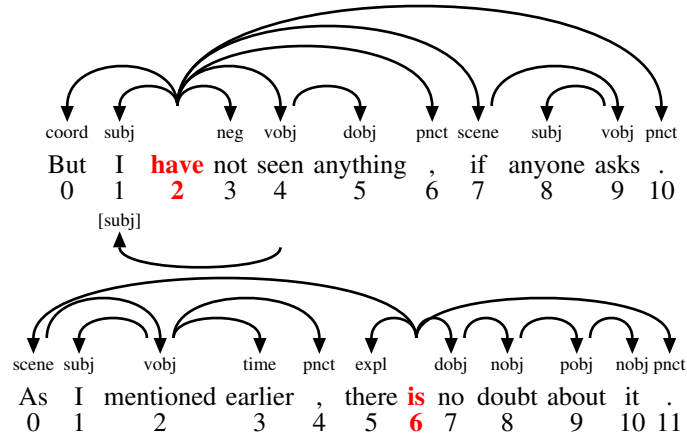 coord subj neg vobj dobj pnct scene subj vobj pnct
But I have not seen anything , if anyone asks .
0 1 2 3 4 5 6 7 8 9 10
[subj]
scene subj vobj time pnct expl dobj nobj pobj nobj pnct
As I mentioned earlier , there is no doubt about it .
0 1 2 3 4 5 6 7 8 9 10 11